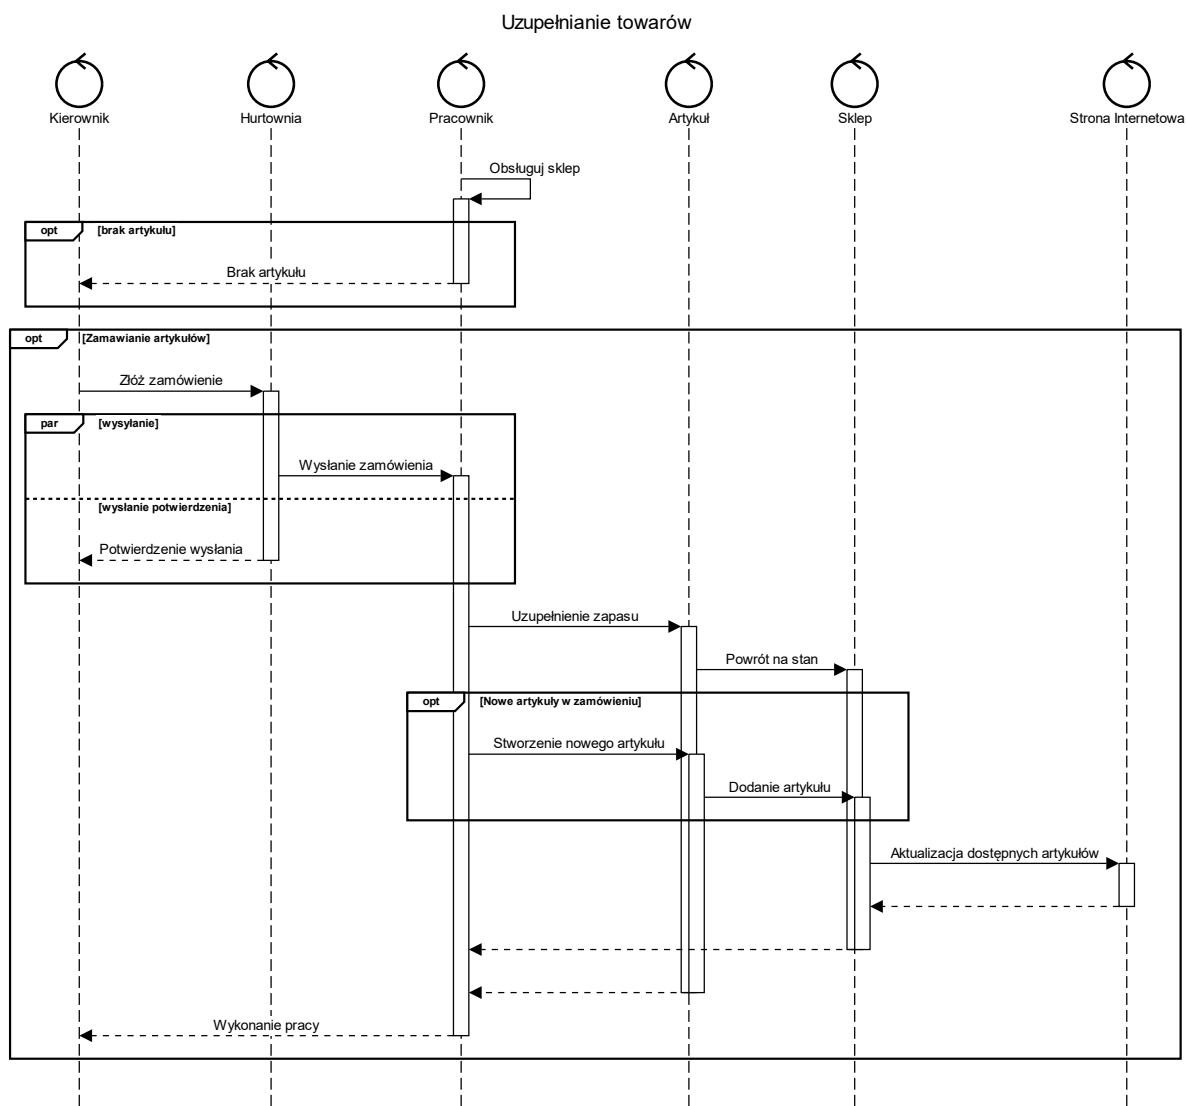 Uzupełnianie towarów
Kierownik
Hurtownia
Pracownik
Artykuł
Sklep
Strona Internetowa
Obsługuj sklep
opt
[brak artykułu]
Brak artykułu
opt
[Zamawianie artykułów]
Złóż zamówienie
par
[wysyłanie]
Wysłanie zamówienia
[wysłanie potwierdzenia]
Potwierdzenie wysłania
Uzupełnienie zapasu
Powrót na stan
opt
[Nowe artykuły w zamówieniu]
Stworzenie nowego artykułu
Dodanie artykułu
Aktualizacja dostępnych artykułów
Wykonanie pracy